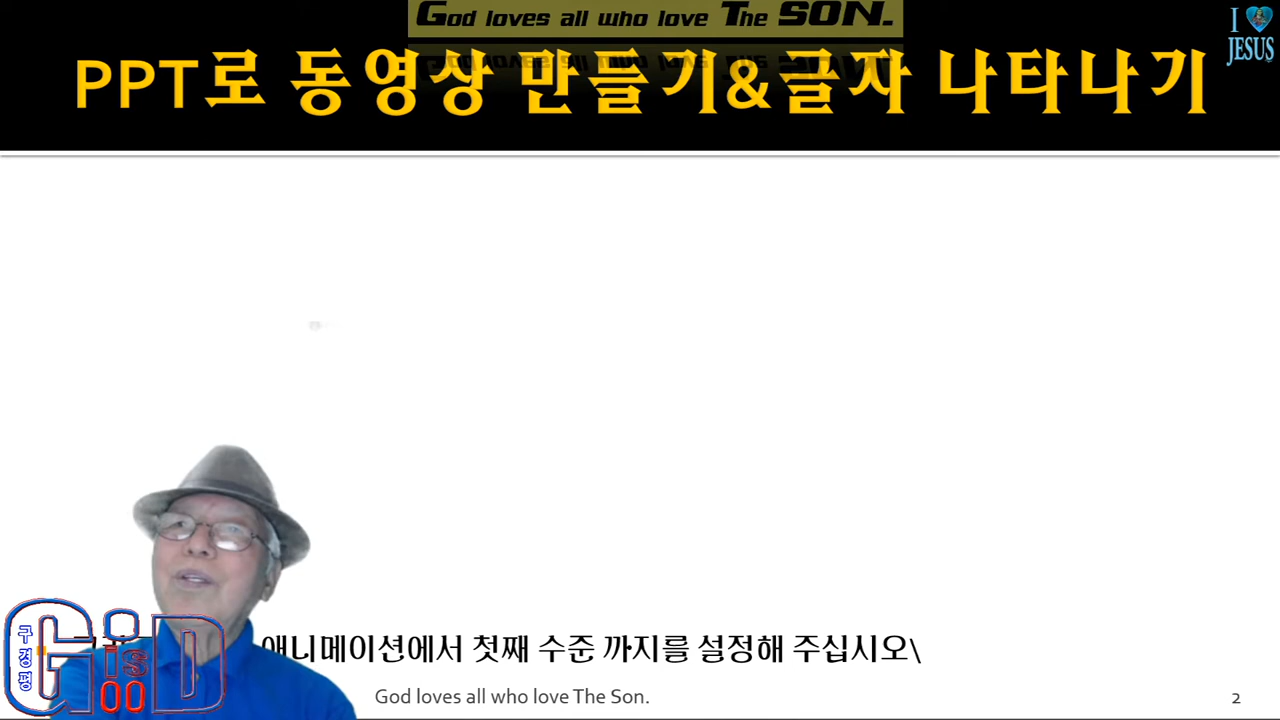 God loves all who love The SON.
I
JESUS
PPT로 동영상 만들기&글자 나타나기
애니메이션에서 첫째 수준 까지를 설정해 주십시오\
구경평
GisD
00
God loves all who love The Son.
2